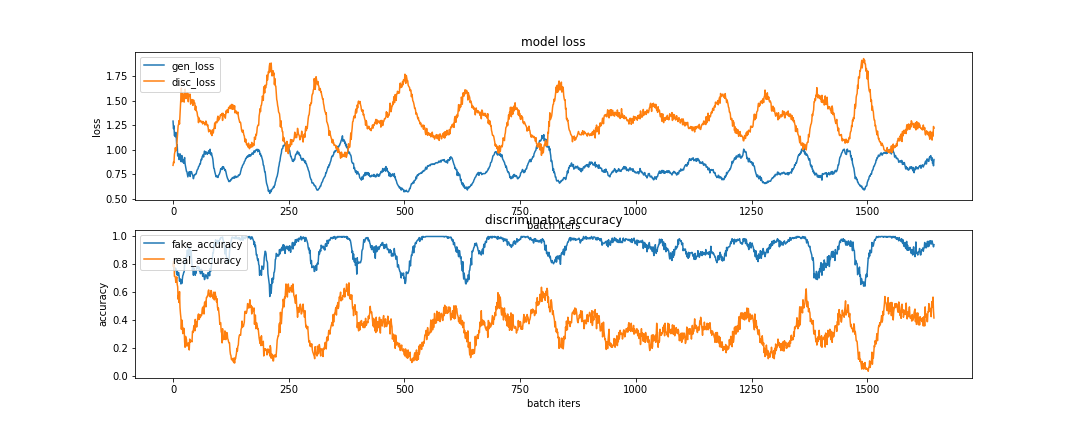 model loss
gen_loss
disc_loss
loss
1.75
1.50
1.25
1.00
0.75
0.50
0 250 500 750 1000 1250 1500
batch iters
discriminator accuracy
fake_accuracy
real_accuracy
accuracy
1.0
0.8
0.6
0.4
0.2
0.0
0 250 500 750 1000 1250 1500
batch iters